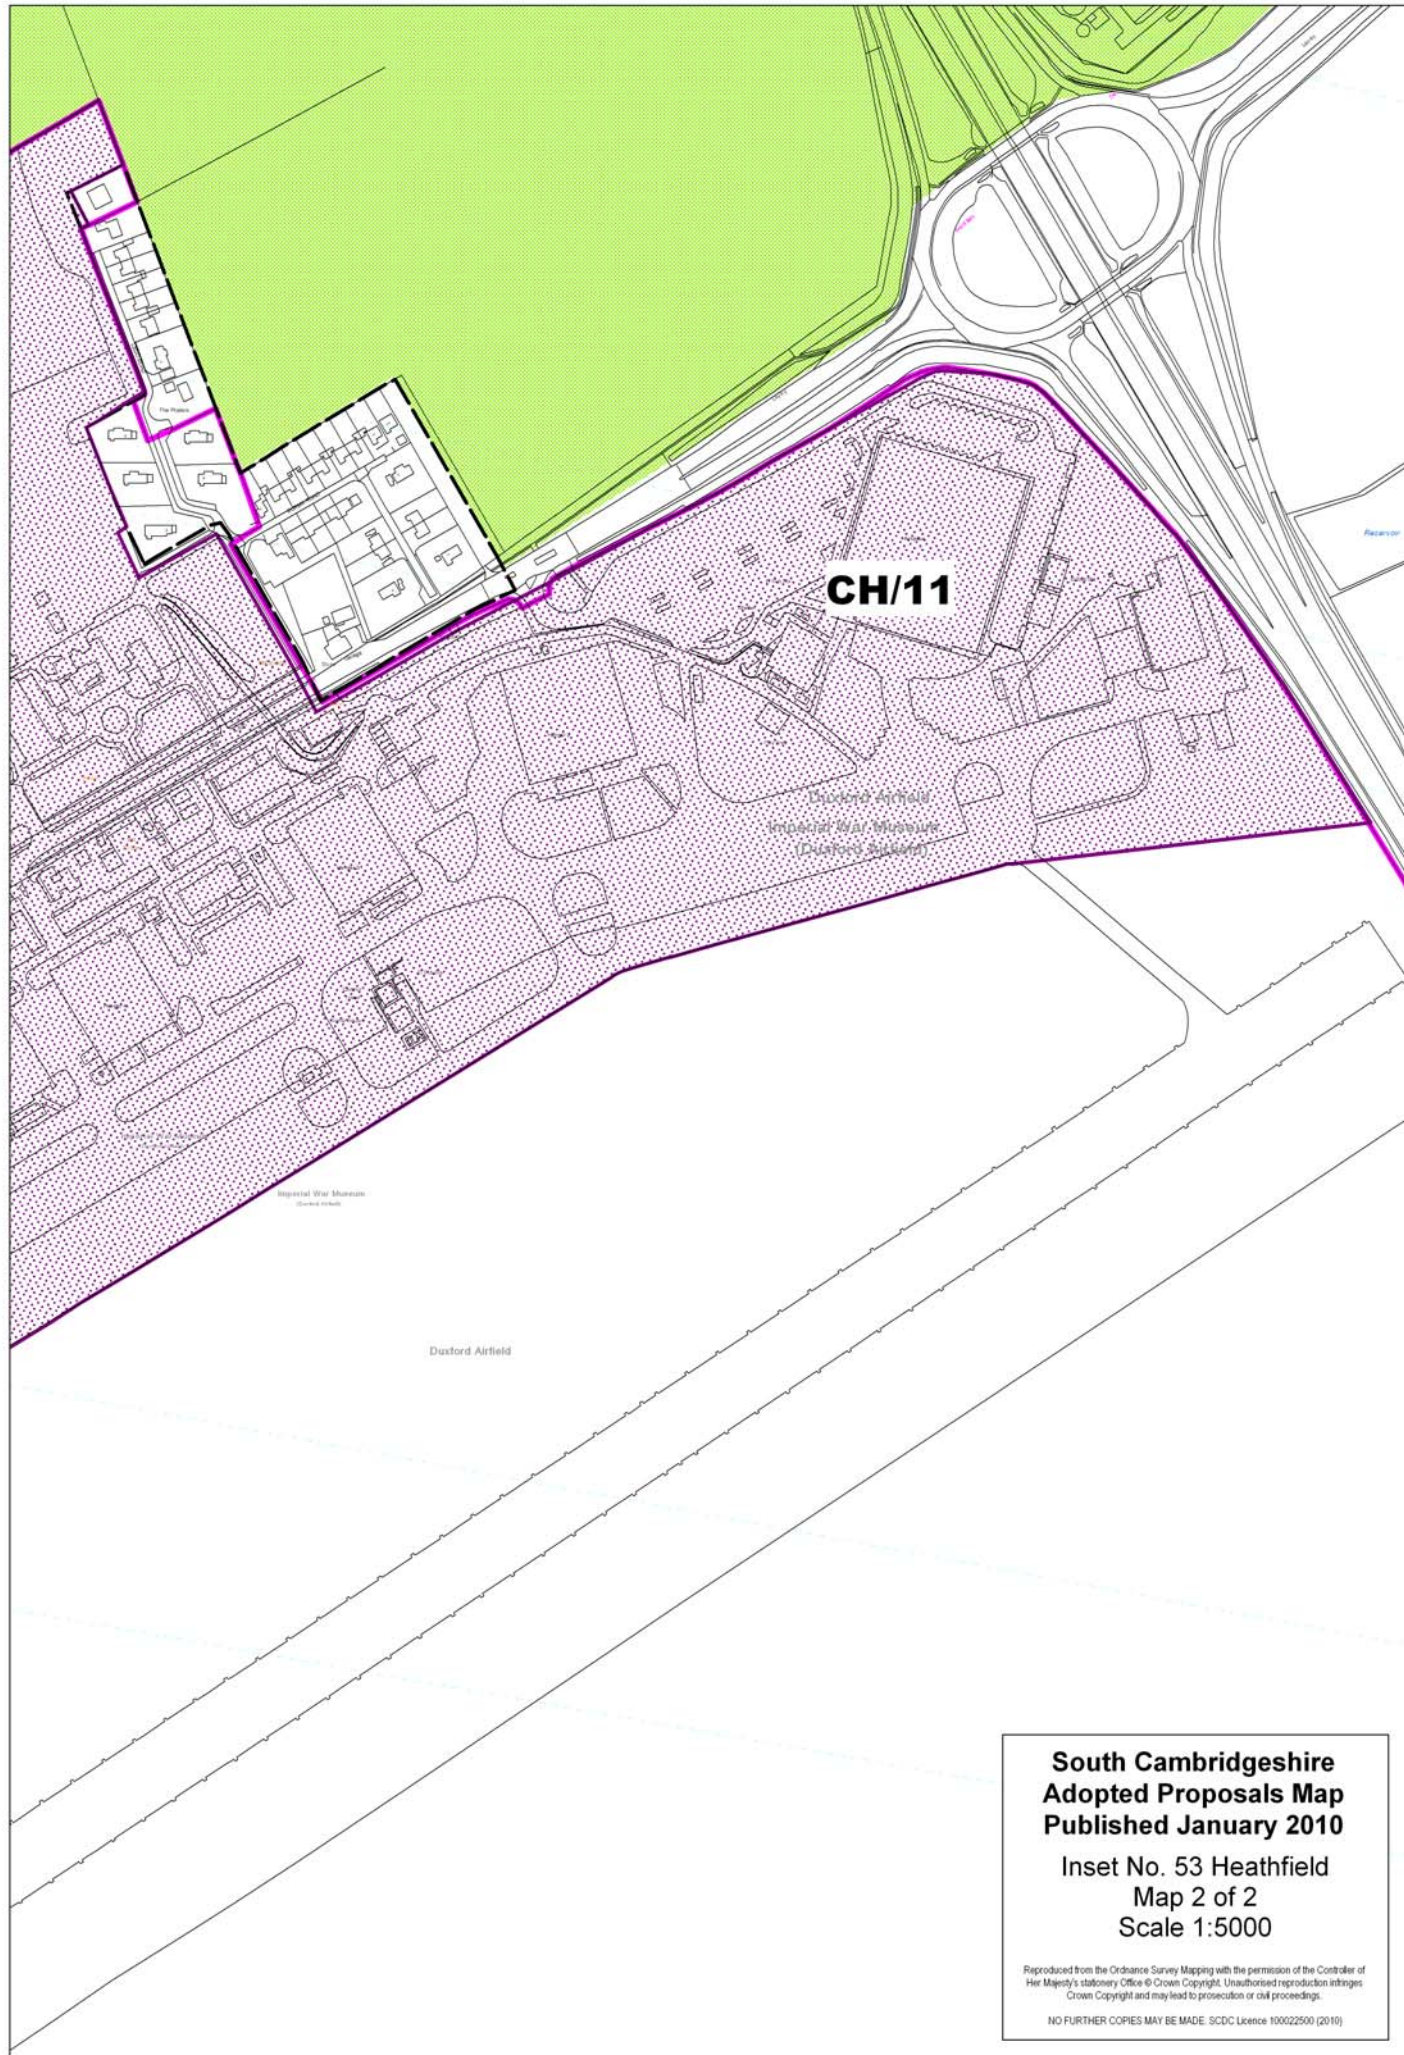 Reservoir
CH/11
Duxford Airfield
Imperial War Museum
(Duxford Airfield)
Imperial War Museum
(Duxford Airfield)
Duxford Airfield
South Cambridgeshire
Adopted Proposals Map
Published January 2010
Inset No. 53 Heathfield
Map 2 of 2
Scale 1:5000
Reproduced from the Ordnance Survey Mapping with the permission of the Controller of
Her Majesty's stationery Office © Crown Copyright. Unauthorised reproduction infringes
Crown Copyright and may lead to prosecution or civil proceedings.
NO FURTHER COPIES MAY BE MADE. SCDC Licence 100022500 (2010)